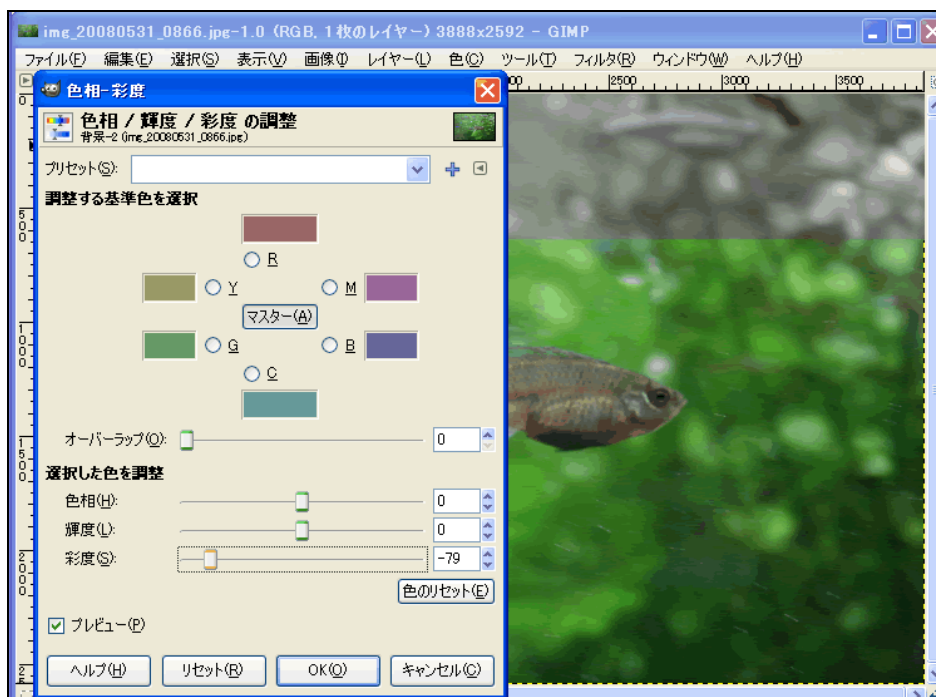 img_20080531_0866.jpg-1.0 (RGB, 1枚のレイヤー) 3888x2592 – GIMP
ファイル(F) 編集(E) 選択(S) 表示(V) 画像(I) レイヤー(L) 色(C) ツール(T) フィルタ(R) ウィンドウ(W) ヘルプ(H)
2500 3000 3500
色相-彩度
色相 / 輝度 / 彩度 の調整
背景-2 (img_20080531_0866.jpg)
プリセット(S):
調整する基準色を選択
R
Y M
マスター(A)
G B
C
オーバーラップ(O): 0
選択した色を調整
色相(H): 0
輝度(L): 0
彩度(S): -79
色のリセット(E)
プレビュー(P)
ヘルプ(H) リセット(R) OK(O) キャンセル(C)
0
500
1000
1500
2000